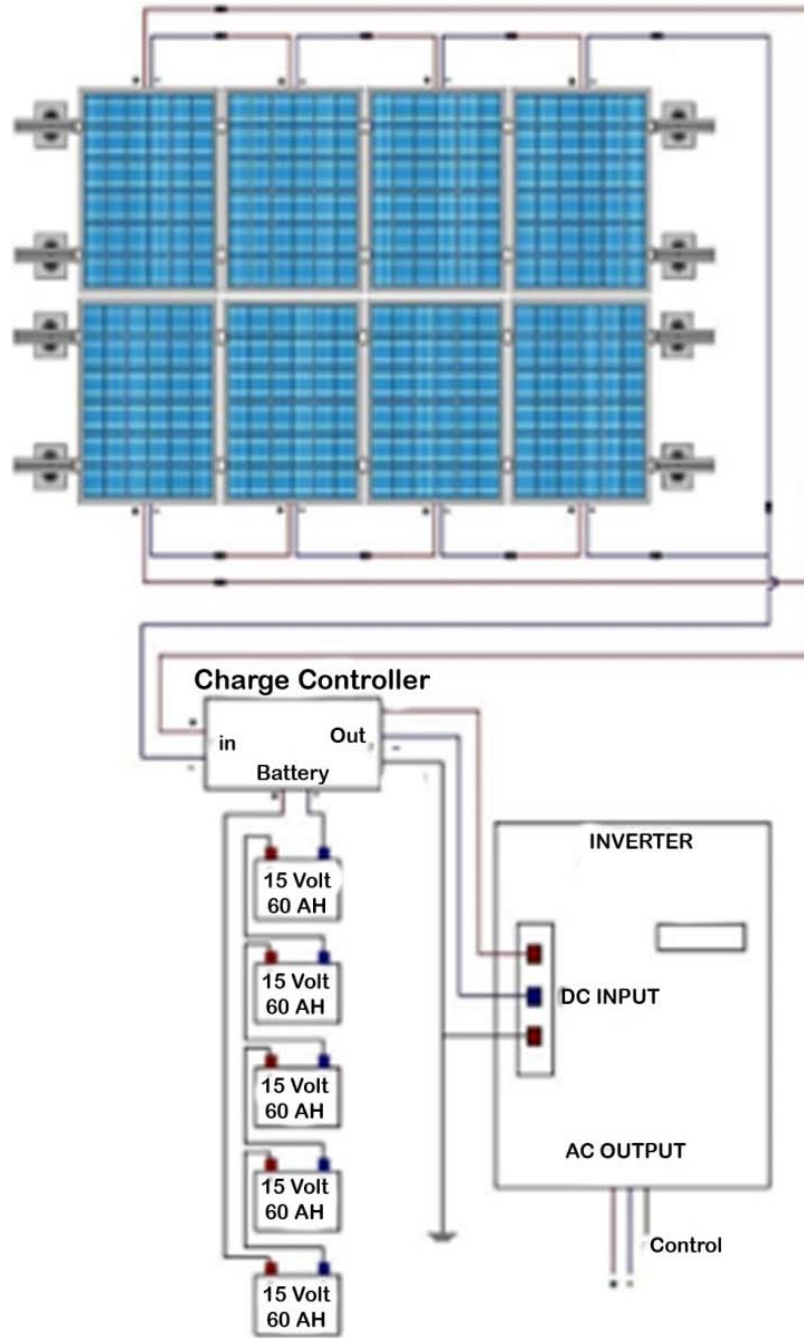 Charge Controller
in
Out
Battery
15 Volt
60 AH
15 Volt
60 AH
15 Volt
60 AH
15 Volt
60 AH
15 Volt
60 AH
INVERTER
DC INPUT
AC OUTPUT
Control